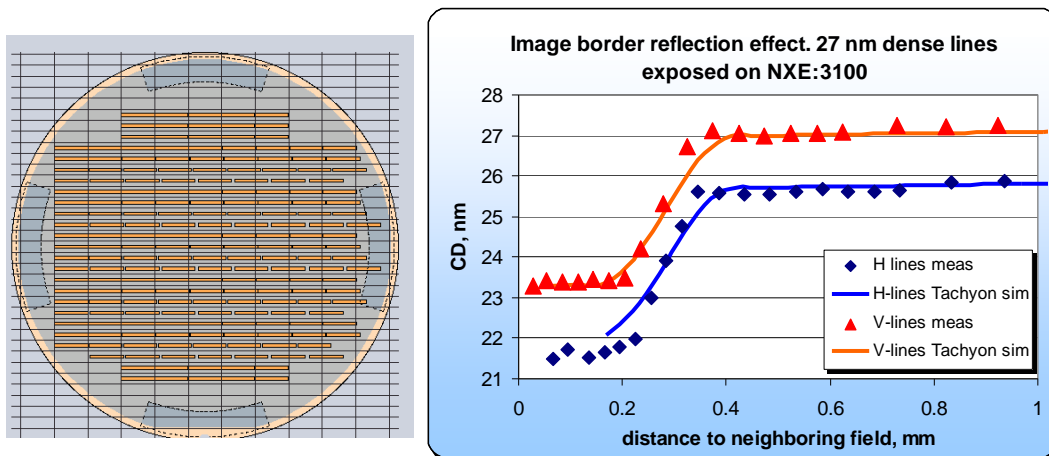 Image border reflection effect. 27 nm dense lines
exposed on NXE:3100
28
27
26
25
24
23
22
21
CD, nm
0
0.2
0.4
0.6
0.8
1
distance to neighboring field, mm
H lines meas
H-lines Tachyon sim
V-lines meas
V-lines Tachyon sim